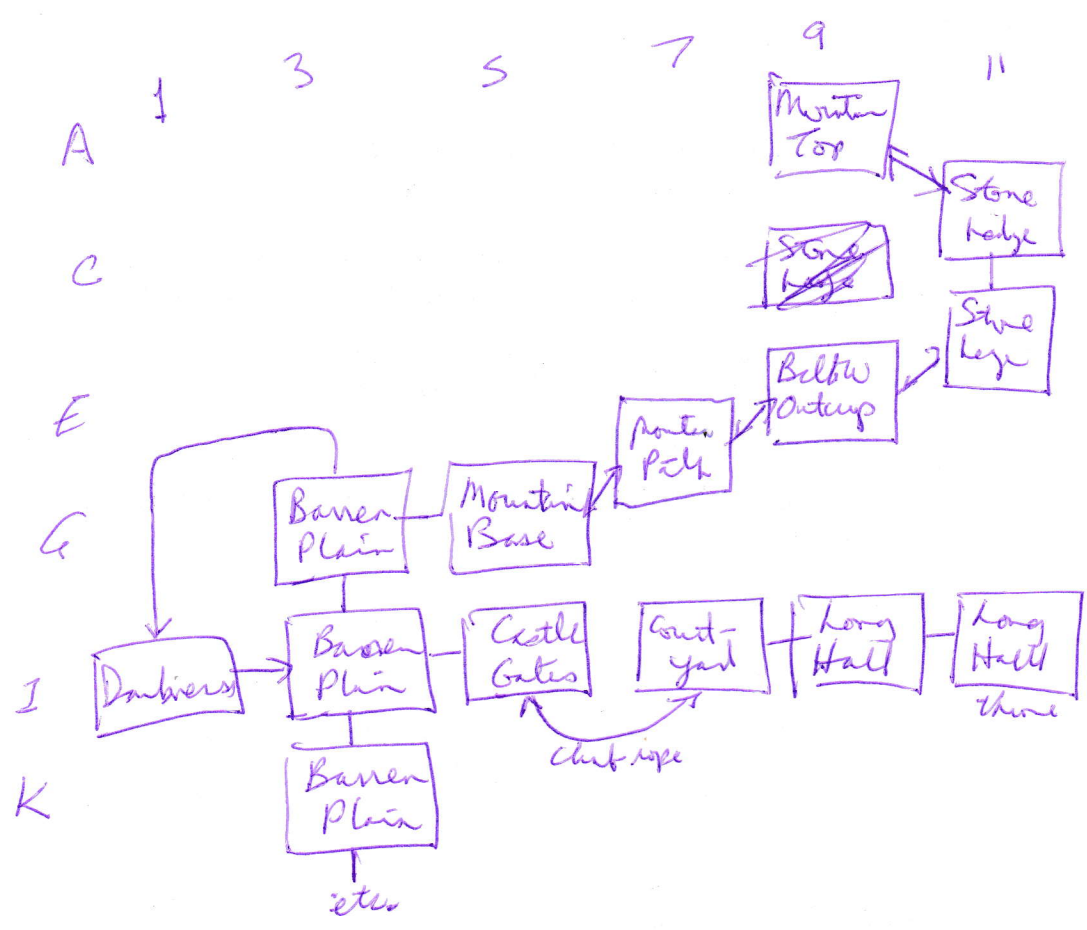 1 3 5 7 9 11
A
Mountain
Top
Stone
Ledge
C
Stone
Ledge
Stone
Ledge
E
Below
Outcrop
Mountain
Path
G
Barren
Plain
Mountain
Base
I
Darkness
Barren
Plain
Castle
Gates
Court-
yard
Long
Hall
Long
Hall
throne
climb rope
K
Barren
Plain
etc.